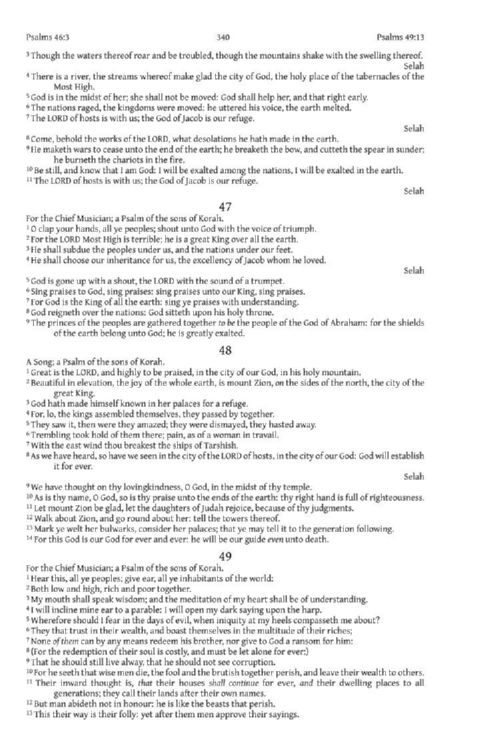 Psalms 46:3 340 Psalms 49:13
3 Though the waters thereof roar and be troubled, though the mountains shake with the swelling thereof.
Selah
4 There is a river, the streams whereof make glad the city of God, the holy place of the tabernacles of the
Most High.
5 God is in the midst of her; she shall not be moved: God shall help her, and that right early.
6 The nations raged, the kingdoms were moved: he uttered his voice, the earth melted.
7 The LORD of hosts is with us; the God of Jacob is our refuge.
Selah
8 Come, behold the works of the LORD, what desolations he hath made in the earth.
9 He maketh wars to cease unto the end of the earth; he breaketh the bow, and cutteth the spear in sunder;
he burneth the chariots in the fire.
10 Be still, and know that I am God: I will be exalted among the nations, I will be exalted in the earth.
11 The LORD of hosts is with us; the God of Jacob is our refuge.
Selah
47
For the Chief Musician; a Psalm of the sons of Korah.
1 O clap your hands, all ye peoples; shout unto God with the voice of triumph.
2 For the LORD Most High is terrible; he is a great King over all the earth.
3 He shall subdue the peoples under us, and the nations under our feet.
4 He shall choose our inheritance for us, the excellency of Jacob whom he loved.
Selah
5 God is gone up with a shout, the LORD with the sound of a trumpet.
6 Sing praises to God, sing praises: sing praises unto our King, sing praises.
7 For God is the King of all the earth: sing ye praises with understanding.
8 God reigneth over the nations: God sitteth upon his holy throne.
9 The princes of the peoples are gathered together to be the people of the God of Abraham: for the shields
of the earth belong unto God; he is greatly exalted.
48
A Song; a Psalm of the sons of Korah.
1 Great is the LORD, and highly to be praised, in the city of our God, in his holy mountain.
2 Beautiful in elevation, the joy of the whole earth, is mount Zion, on the sides of the north, the city of the
great King.
3 God hath made himself known in her palaces for a refuge.
4 For, lo, the kings assembled themselves, they passed by together.
5 They saw it, then were they amazed; they were dismayed, they hasted away.
6 Trembling took hold of them there; pain, as of a woman in travail.
7 With the east wind thou breakest the ships of Tarshish.
8 As we have heard, so have we seen in the city of the LORD of hosts, in the city of our God: God will establish
it for ever.
Selah
9 We have thought on thy lovingkindness, O God, in the midst of thy temple.
10 As is thy name, O God, so is thy praise unto the ends of the earth: thy right hand is full of righteousness.
11 Let mount Zion be glad, let the daughters of Judah rejoice, because of thy judgments.
12 Walk about Zion, and go round about her: tell the towers thereof.
13 Mark ye well her bulwarks, consider her palaces; that ye may tell it to the generation following.
14 For this God is our God for ever and ever: he will be our guide even unto death.
49
For the Chief Musician; a Psalm of the sons of Korah.
1 Hear this, all ye peoples; give ear, all ye inhabitants of the world:
2 Both low and high, rich and poor together.
3 My mouth shall speak wisdom; and the meditation of my heart shall be of understanding.
4 I will incline mine ear to a parable: I will open my dark saying upon the harp.
5 Wherefore should I fear in the days of evil, when iniquity at my heels compasseth me about?
6 They that trust in their wealth, and boast themselves in the multitude of their riches;
7 None of them can by any means redeem his brother, nor give to God a ransom for him:
8 (For the redemption of their soul is costly, and must be let alone for ever:)
9 That he should still live alway, that he should not see corruption.
10 For he seeth that wise men die, the fool and the brutish together perish, and leave their wealth to others.
11 Their inward thought is, that their houses shall continue for ever, and their dwelling places to all
generations; they call their lands after their own names.
12 But man abideth not in honour: he is like the beasts that perish.
13 This their way is their folly: yet after them men approve their sayings.